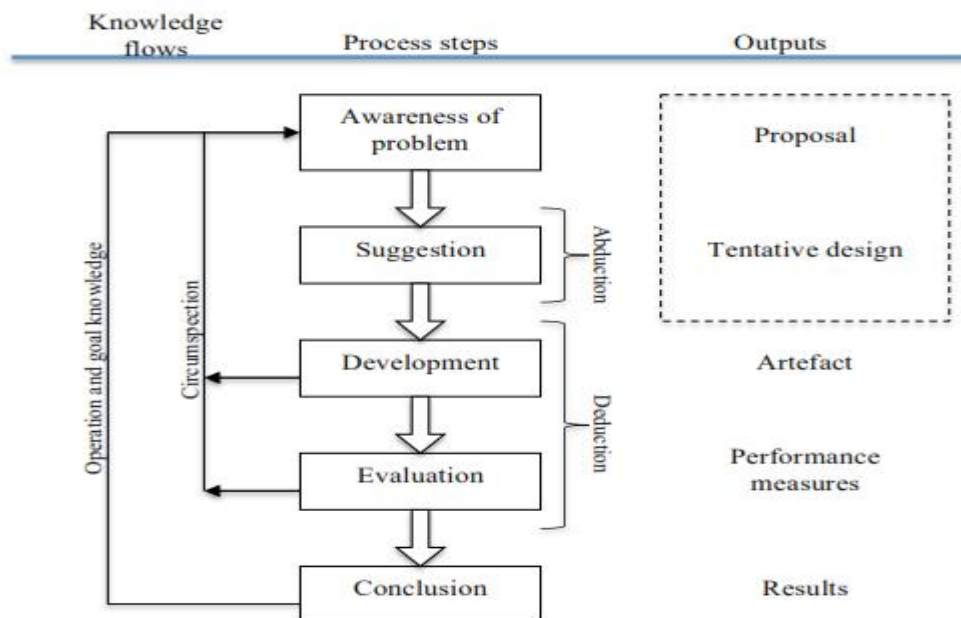 Knowledge
flows
Process steps
Outputs
Awareness of
problem
Proposal
Suggestion
Abduction
Tentative design
Operation and goal knowledge
Circumspection
Development
Deduction
Artefact
Evaluation
Performance
measures
Conclusion
Results